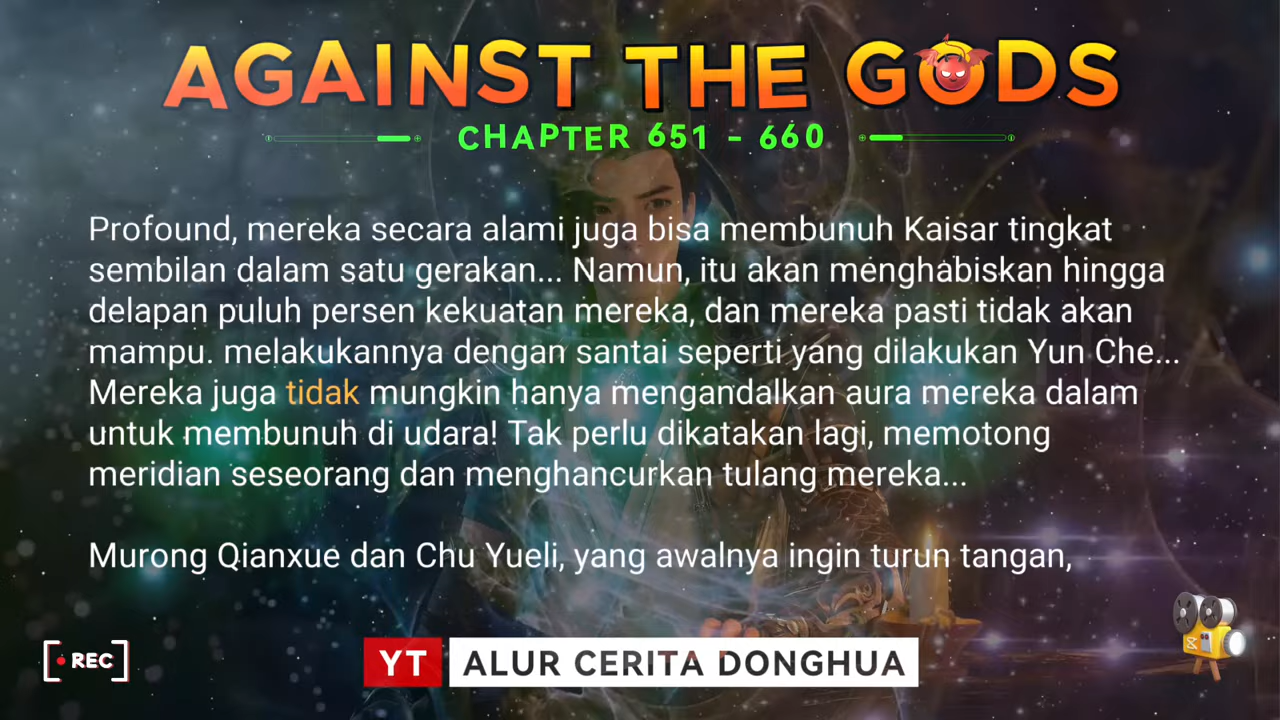 AGAINST THE GODS
CHAPTER 651 - 660
Profound, mereka secara alami juga bisa membunuh Kaisar tingkat
sembilan dalam satu gerakan... Namun, itu akan menghabiskan hingga
delapan puluh persen kekuatan mereka, dan mereka pasti tidak akan
mampu. melakukannya dengan santai seperti yang dilakukan Yun Che...
Mereka juga tidak mungkin hanya mengandalkan aura mereka dalam
untuk membunuh di udara! Tak perlu dikatakan lagi, memotong
meridian seseorang dan menghancurkan tulang mereka...
Murong Qianxue dan Chu Yueli, yang awalnya ingin turun tangan,
REC
YT ALUR CERITA DONGHUA